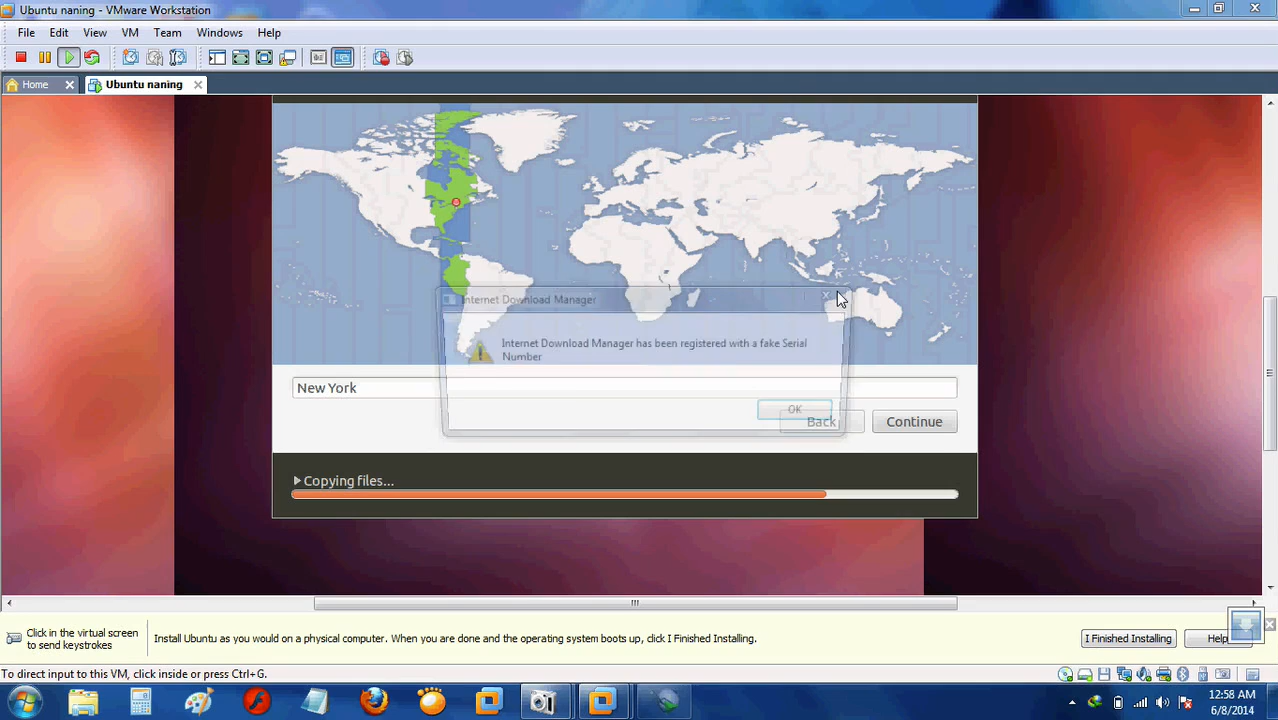 Ubuntu naning - VMware Workstation
File Edit View VM Team Windows Help
Home
Ubuntu naning
Internet Download Manager
Internet Download Manager has been registered with a fake Serial
Number
New York
OK
Back
Continue
Copying files...
Click in the virtual screen
to send keystrokes
Install Ubuntu as you would on a physical computer. When you are done and the operating system boots up, click I Finished Installing.
I Finished Installing
Help
To direct input to this VM, click inside or press Ctrl+G.
12:58 AM
6/8/2014